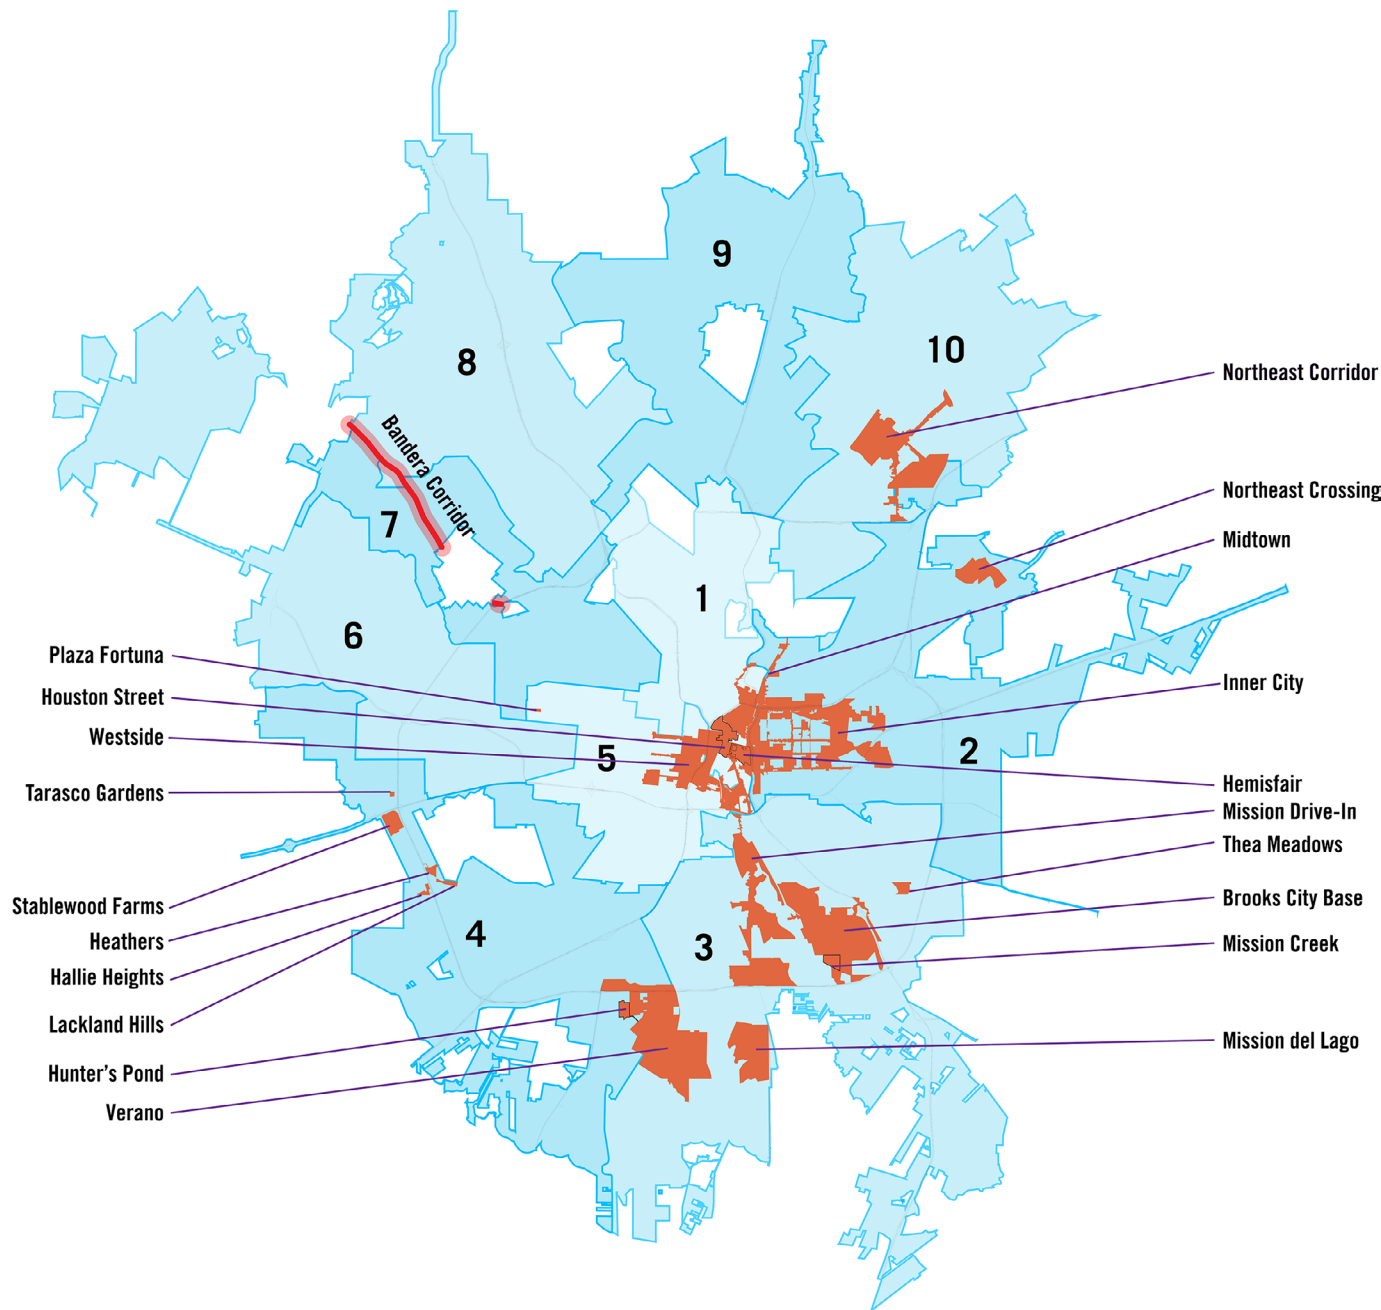 9
10
8
Northeast Corridor
Bandera Corridor
Northeast Crossing
7
Midtown
1
6
Plaza Fortuna
Houston Street
Westside
Tarasco Gardens
Inner City
5
2
Hemisfair
Mission Drive-In
Thea Meadows
Brooks City Base
Mission Creek
Stablewood Farms
Heathers
Hallie Heights
Lackland Hills
4
3
Hunter's Pond
Verano
Mission del Lago